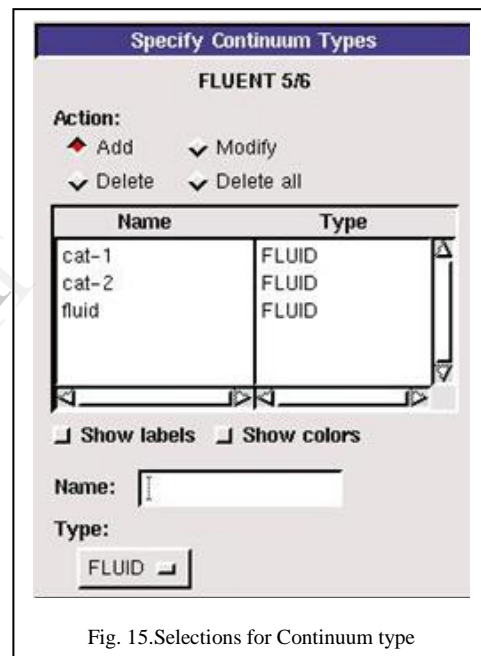 Specify Continuum Types
FLUENT 5/6
Action:
Add Modify
Delete Delete all
Name Type
cat-1 FLUID
cat-2 FLUID
fluid FLUID
Show labels Show colors
Name:
Type:
FLUID
Fig. 15.Selections for Continuum type